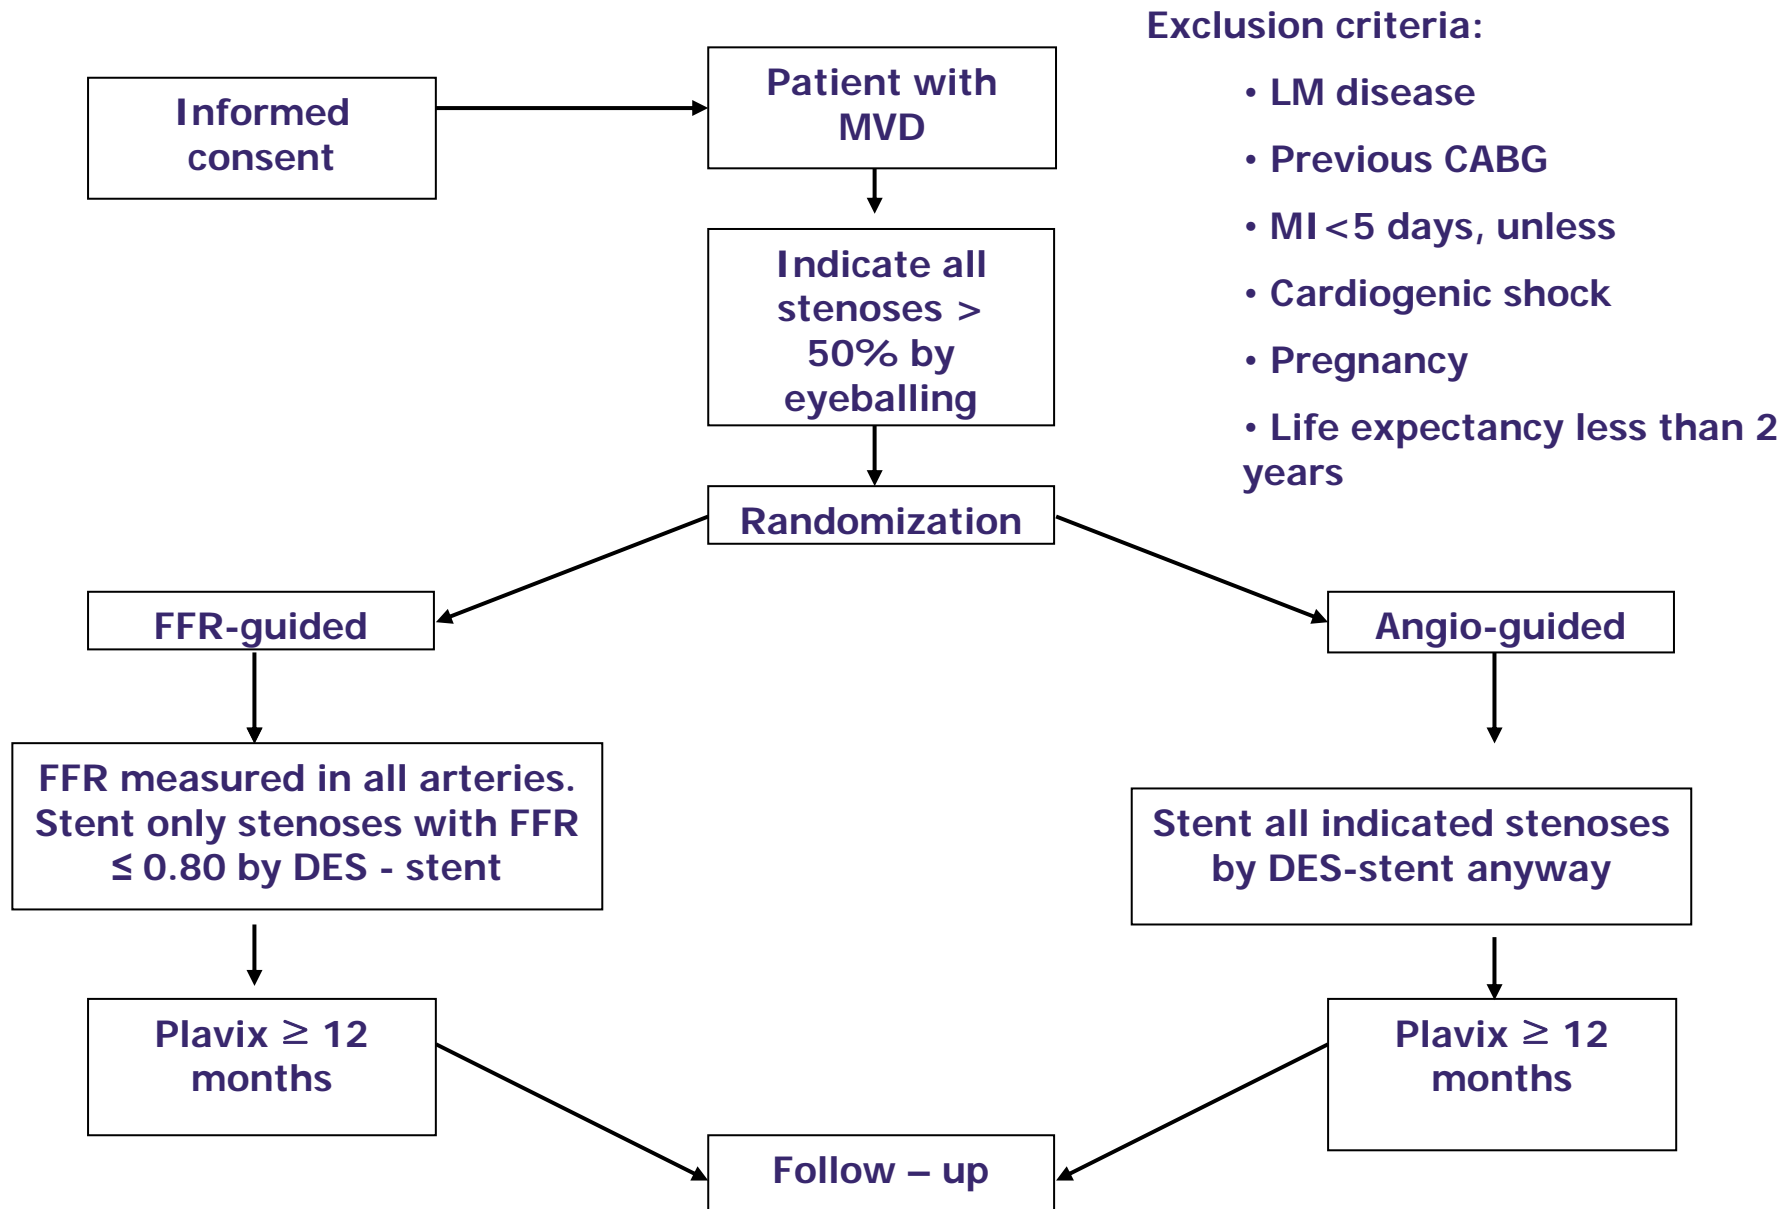 Exclusion criteria:
• LM disease
• Previous CABG
• MI<5 days, unless
• Cardiogenic shock
• Pregnancy
• Life expectancy less than 2
years
Informed
consent
Patient with
MVD
Indicate all
stenoses >
50% by
eyeballing
Randomization
FFR-guided
Angio-guided
FFR measured in all arteries.
Stent only stenoses with FFR
≤ 0.80 by DES - stent
Stent all indicated stenoses
by DES-stent anyway
Plavix ≥ 12
months
Plavix ≥ 12
months
Follow – up